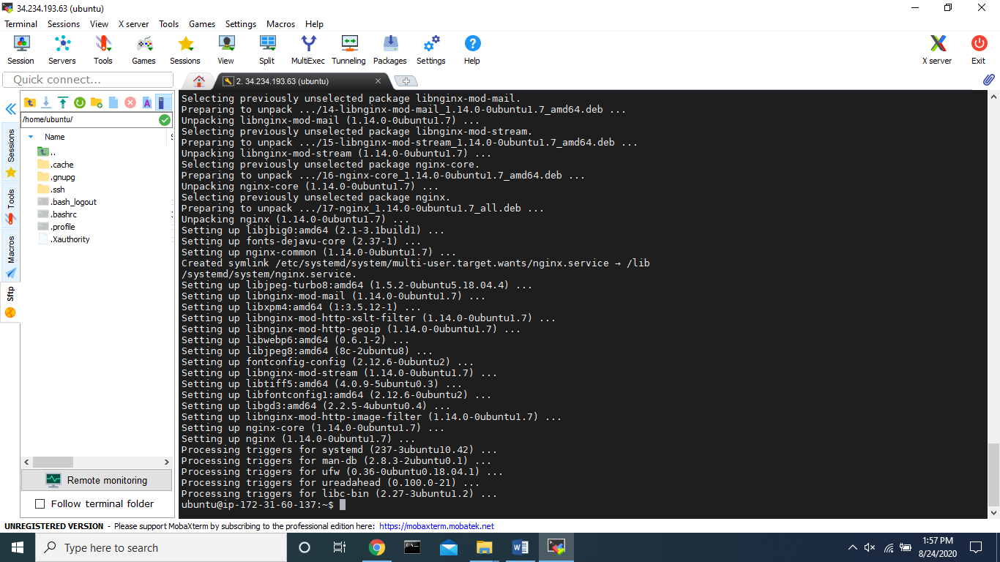 34.234.193.63 (ubuntu)
Terminal Sessions View X server Tools Games Settings Macros Help
Session Servers Tools Games Sessions View Split MultiExec Tunneling Packages Settings Help X server Exit
Quick connect...
2. 34.234.193.63 (ubuntu)
/home/ubuntu/
Name
..
.cache
.gnupg
.ssh
.bash_logout
.bashrc
.profile
.Xauthority
Sessions
Tools
Macros
Sftp
Remote monitoring
Follow terminal folder
Selecting previously unselected package libnginx-mod-mail.
Preparing to unpack .../14-libnginx-mod-mail_1.14.0-0ubuntu1.7_amd64.deb ...
Unpacking libnginx-mod-mail (1.14.0-0ubuntu1.7) ...
Selecting previously unselected package libnginx-mod-stream.
Preparing to unpack .../15-libnginx-mod-stream_1.14.0-0ubuntu1.7_amd64.deb ...
Unpacking libnginx-mod-stream (1.14.0-0ubuntu1.7) ...
Selecting previously unselected package nginx-core.
Preparing to unpack .../16-nginx-core_1.14.0-0ubuntu1.7_amd64.deb ...
Unpacking nginx-core (1.14.0-0ubuntu1.7) ...
Selecting previously unselected package nginx.
Preparing to unpack .../17-nginx_1.14.0-0ubuntu1.7_all.deb ...
Unpacking nginx (1.14.0-0ubuntu1.7) ...
Setting up libjbig0:amd64 (2.1-3.1build1) ...
Setting up fonts-dejavu-core (2.37-1) ...
Setting up nginx-common (1.14.0-0ubuntu1.7) ...
Created symlink /etc/systemd/system/multi-user.target.wants/nginx.service → /lib
/systemd/system/nginx.service.
Setting up libjpeg-turbo8:amd64 (1.5.2-0ubuntu5.18.04.4) ...
Setting up libnginx-mod-mail (1.14.0-0ubuntu1.7) ...
Setting up libxpm4:amd64 (1:3.5.12-1) ...
Setting up libnginx-mod-http-xslt-filter (1.14.0-0ubuntu1.7) ...
Setting up libnginx-mod-http-geoip (1.14.0-0ubuntu1.7) ...
Setting up libwebp6:amd64 (0.6.1-2) ...
Setting up libjpeg8:amd64 (8c-2ubuntu8) ...
Setting up fontconfig-config (2.12.6-0ubuntu2) ...
Setting up libnginx-mod-stream (1.14.0-0ubuntu1.7) ...
Setting up libtiff5:amd64 (4.0.9-5ubuntu0.3) ...
Setting up libfontconfig1:amd64 (2.12.6-0ubuntu2) ...
Setting up libgd3:amd64 (2.2.5-4ubuntu0.4) ...
Setting up libnginx-mod-http-image-filter (1.14.0-0ubuntu1.7) ...
Setting up nginx-core (1.14.0-0ubuntu1.7) ...
Setting up nginx (1.14.0-0ubuntu1.7) ...
Processing triggers for systemd (237-3ubuntu10.42) ...
Processing triggers for man-db (2.8.3-2ubuntu0.1) ...
Processing triggers for ufw (0.36-0ubuntu0.18.04.1) ...
Processing triggers for ureadahead (0.100.0-21) ...
Processing triggers for libc-bin (2.27-3ubuntu1.2) ...
ubuntu@ip-172-31-60-137:~$
UNREGISTERED VERSION - Please support MobaXterm by subscribing to the professional edition here: https://mobaxterm.mobatek.net
Type here to search
1:57 PM
8/24/2020